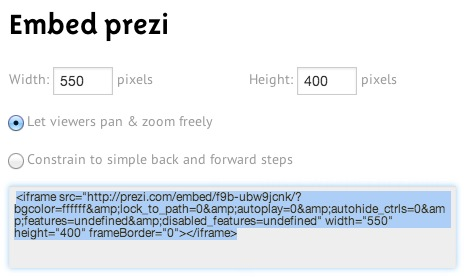 Embed prezi
Width: 550 pixels Height: 400 pixels
Let viewers pan & zoom freely
Constrain to simple back and forward steps
<iframe src="http://prezi.com/embed/f9b-ubw9jcnk/?
bgcolor=ffffff&amp;lock_to_path=0&amp;autoplay=0&amp;autohide_ctrls=0&am
p;features=undefined&amp;disabled_features=undefined" width="550"
height="400" frameBorder="0"></iframe>